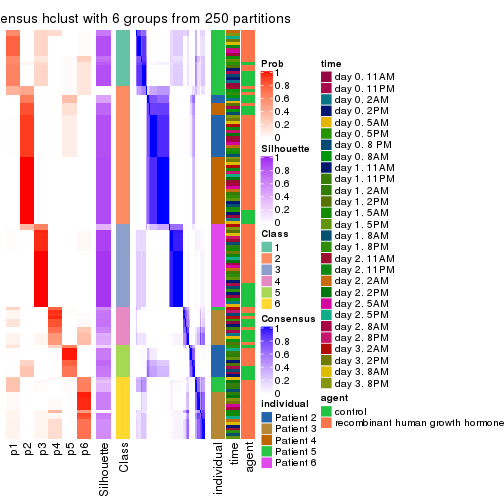 ensus hclust with 6 groups from 250 partitions
Prob
1
0.8
0.6
0.4
0.2
0
Silhouette
1
0.8
0.6
0.4
0.2
0
Class
1
2
3
4
5
6
Consensus
1
0.8
0.6
0.4
0.2
0
individual
Patient 2
Patient 3
Patient 4
Patient 5
Patient 6
time
day 0. 11AM
day 0. 11PM
day 0. 2AM
day 0. 2PM
day 0. 5AM
day 0. 5PM
day 0. 8 PM
day 0. 8AM
day 1. 11AM
day 1. 11PM
day 1. 2AM
day 1. 2PM
day 1. 5AM
day 1. 5PM
day 1. 8AM
day 1. 8PM
day 2. 11AM
day 2. 11PM
day 2. 2AM
day 2. 2PM
day 2. 5AM
day 2. 5PM
day 2. 8AM
day 2. 8PM
day 3. 2AM
day 3. 2PM
day 3. 8AM
day 3. 8PM
agent
control
recombinant human growth hormone
p1
p2
p3
p4
p5
p6
Silhouette
Class
individual
time
agent